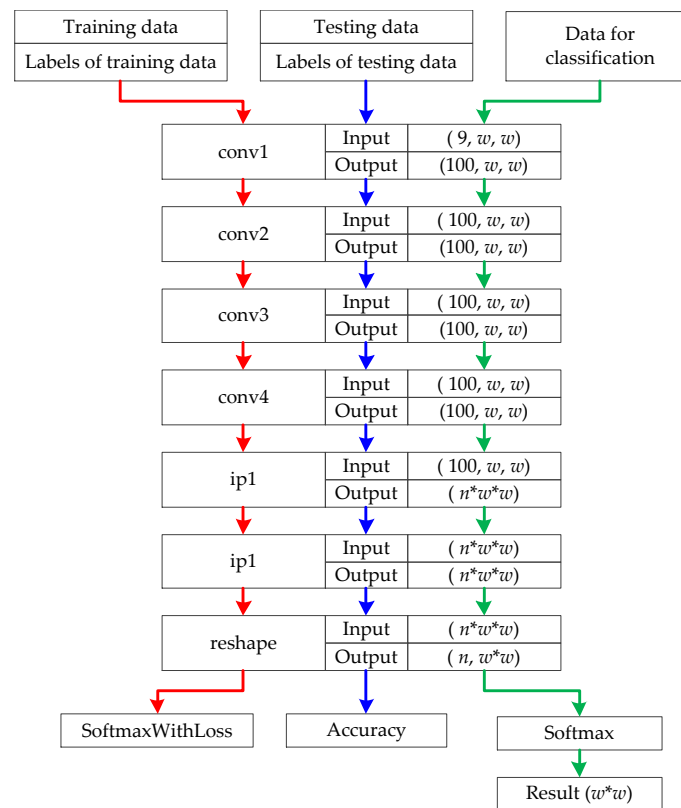 Training data
Labels of training data
Testing data
Labels of testing data
Data for
classification
conv1
Input
( 9, w, w)
Output
(100, w, w)
conv2
Input
( 100, w, w)
Output
(100, w, w)
conv3
Input
( 100, w, w)
Output
(100, w, w)
conv4
Input
( 100, w, w)
Output
(100, w, w)
ip1
Input
( 100, w, w)
Output
( n*w*w)
ip1
Input
( n*w*w)
Output
( n*w*w)
reshape
Input
( n*w*w)
Output
( n, w*w)
SoftmaxWithLoss
Accuracy
Softmax
Result (w*w)